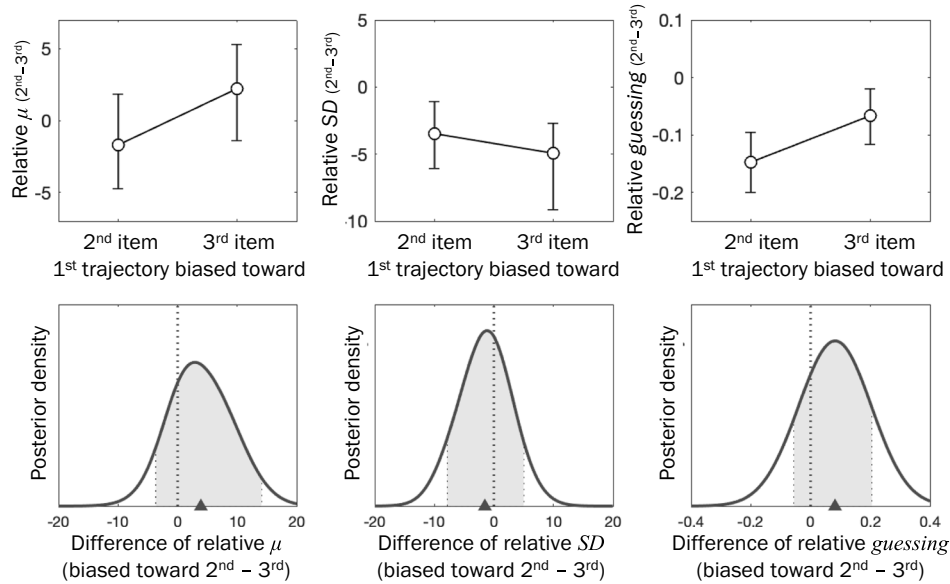 Relative μ (2nd–3rd)
5
0
-5
2nd item 3rd item
1st trajectory biased toward
Relative SD (2nd–3rd)
5
0
-5
-10
2nd item 3rd item
1st trajectory biased toward
Relative guessing (2nd–3rd)
0.1
0
-0.1
-0.2
2nd item 3rd item
1st trajectory biased toward
Posterior density
-20 -10 0 10 20
Difference of relative μ
(biased toward 2nd – 3rd)
Posterior density
-20 -10 0 10 20
Difference of relative SD
(biased toward 2nd – 3rd)
Posterior density
-0.4 -0.2 0 0.2 0.4
Difference of relative guessing
(biased toward 2nd – 3rd)